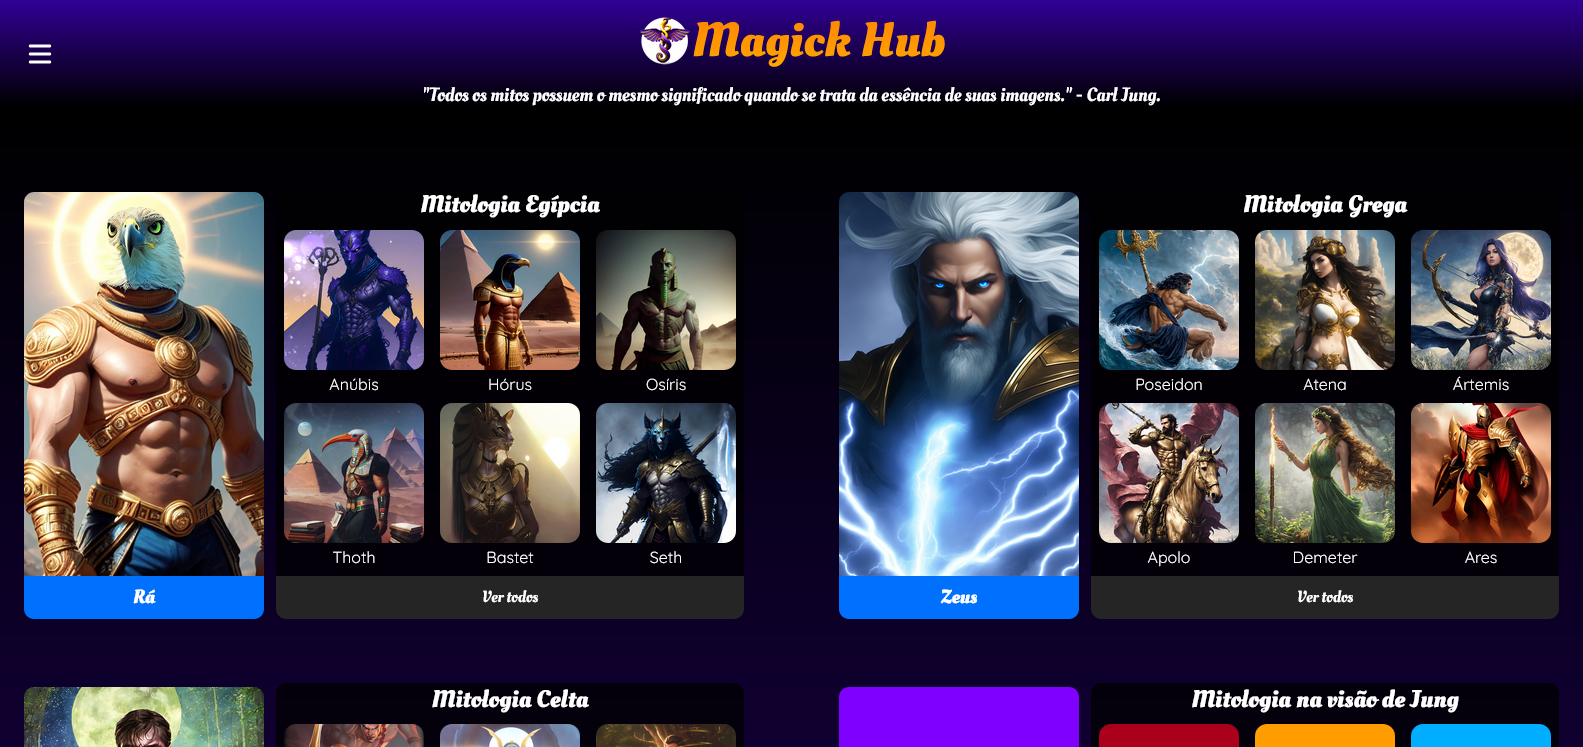 Magick Hub
"Todos os mitos possuem o mesmo significado quando se trata da essência de suas imagens." - Carl Jung.
Mitologia Egípcia
Anúbis
Hórus
Osíris
Thoth
Bastet
Seth
Rá
Ver todos
Mitologia Grega
Poseidon
Atena
Ártemis
Apolo
Demeter
Ares
Zeus
Ver todos
Mitologia Celta
Mitologia na visão de Jung